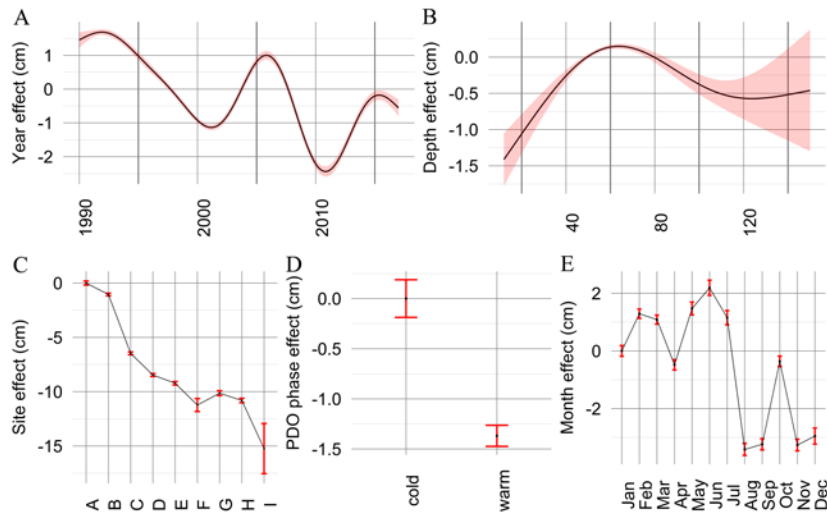 A
Year effect (cm)
1
0
-1
-2
1990
2000
2010
B
Depth effect (cm)
0.0
-0.5
-1.0
-1.5
40
80
120
C
Site effect (cm)
0
-5
-10
-15
A
B
C
D
E
F
G
H
I
D
PDO phase effect (cm)
0.0
-0.5
-1.0
-1.5
cold
warm
E
Month effect (cm)
2
0
-2
Jan
Feb
Mar
Apr
May
Jun
Jul
Aug
Sep
Oct
Nov
Dec